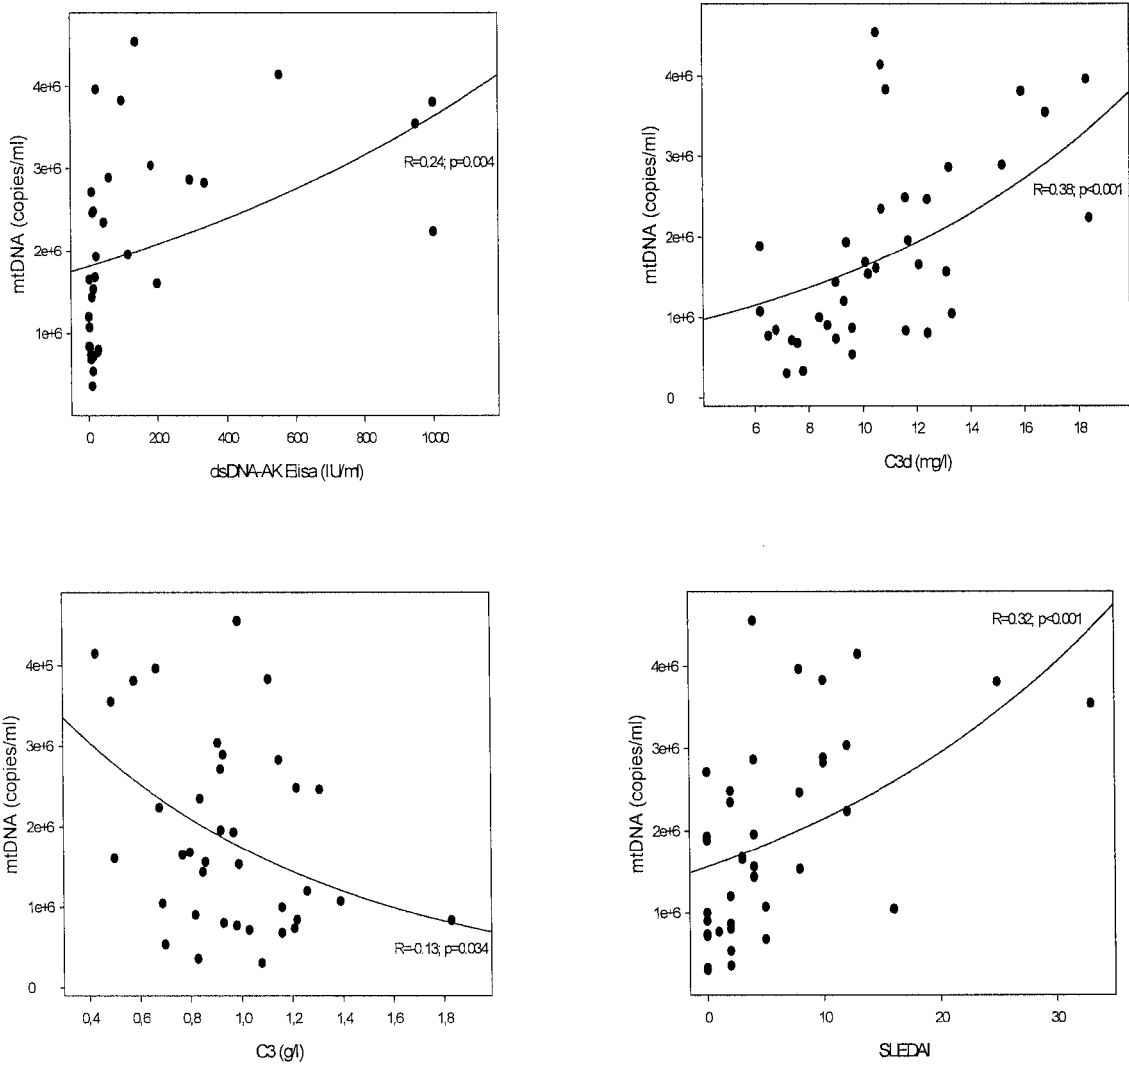 mtDNA (copies/ml)
4e+6
3e+6
2e+6
1e+6
R=0.24; p=0.004
0 200 400 600 800 1000
dsDNA-AK Elisa (IU/ml)
mtDNA (copies/ml)
4e+6
3e+6
2e+6
1e+6
0
R=0.38; p<0.001
6 8 10 12 14 16 18
C3d (mg/l)
mtDNA (copies/ml)
4e+6
3e+6
2e+6
1e+6
0
R=-0.13; p=0.034
0,4 0,6 0,8 1,0 1,2 1,4 1,6 1,8
C3 (g/l)
mtDNA (copies/ml)
4e+6
3e+6
2e+6
1e+6
R=0.32; p<0.001
0 10 20 30
SLEDAI